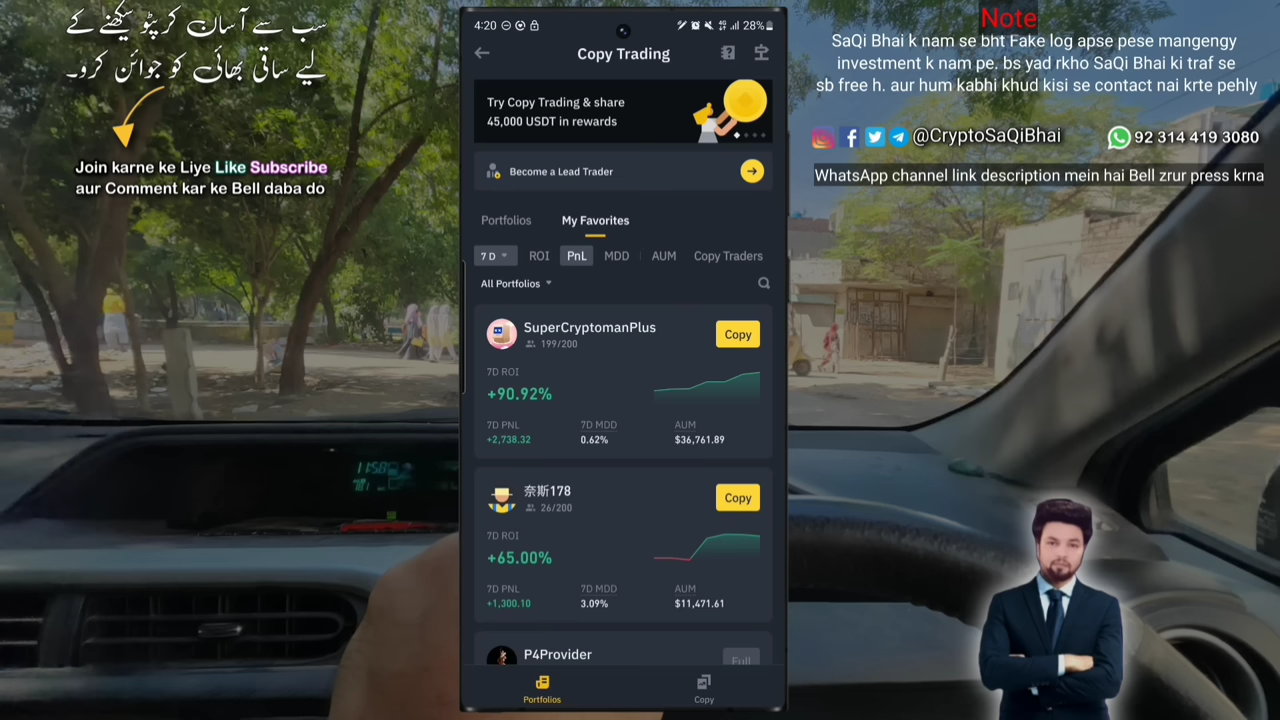 سب سے آسان کرپٹو سیکھنے کے
لیے ساقی بھائی کو جوائن کرو۔
Join karne ke Liye Like Subscribe
aur Comment kar ke Bell daba do
4:20
28%
Copy Trading
Try Copy Trading & share
45,000 USDT in rewards
Become a Lead Trader
Portfolios My Favorites
7 D ROI PnL MDD AUM Copy Traders
All Portfolios
SuperCryptomanPlus
199/200
Copy
7D ROI
+90.92%
7D PNL 7D MDD AUM
+2,738.32 0.62% $36,761.89
奈斯178
26/200
Copy
7D ROI
+65.00%
7D PNL 7D MDD AUM
+1,300.10 3.09% $11,471.61
P4Provider
Full
Portfolios Copy
Note
SaQi Bhai k nam se bht Fake log apse pese mangengy
investment k nam pe. bs yad rkho SaQi Bhai ki traf se
sb free h. aur hum kabhi khud kisi se contact nai krte pehly
@CryptoSaQiBhai 92 314 419 3080
WhatsApp channel link description mein hai Bell zrur press krna